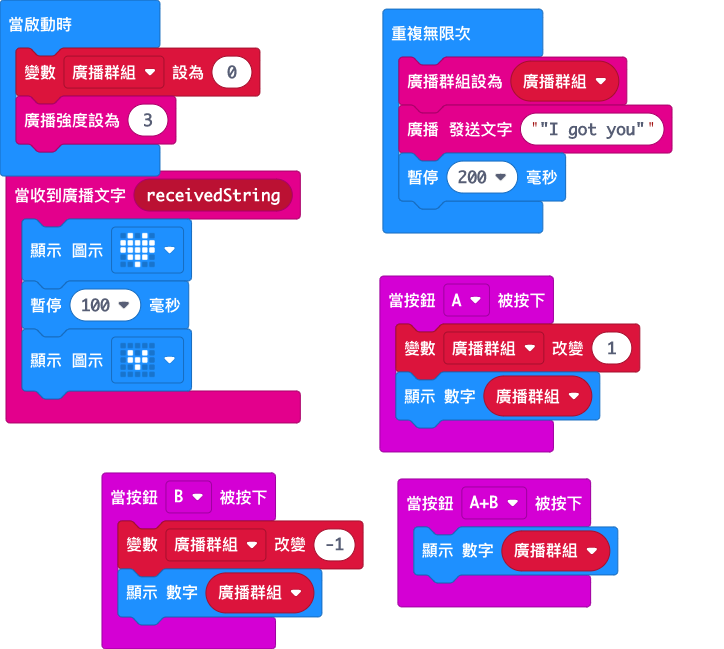 當啟動時
變數 廣播群組 設為 0
廣播強度設為 3
當收到廣播文字 receivedString
顯示 圖示
暫停 100 毫秒
顯示 圖示
重複無限次
廣播群組設為 廣播群組
廣播 發送文字 ""I got you""
暫停 200 毫秒
當按鈕 A 被按下
變數 廣播群組 改變 1
顯示 數字 廣播群組
當按鈕 B 被按下
變數 廣播群組 改變 -1
顯示 數字 廣播群組
當按鈕 A+B 被按下
顯示 數字 廣播群組